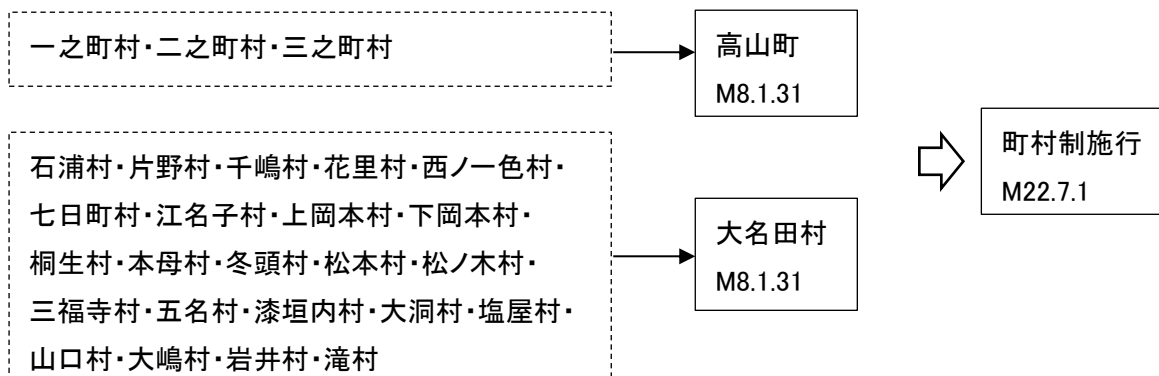 一之町村・二之町村・三之町村
高山町
M8.1.31
石浦村・片野村・千嶋村・花里村・西ノ一色村・
七日町村・江名子村・上岡本村・下岡本村・
桐生村・本母村・冬頭村・松本村・松ノ木村・
三福寺村・五名村・漆垣内村・大洞村・塩屋村・
山口村・大嶋村・岩井村・滝村
大名田村
M8.1.31
町村制施行
M22.7.1